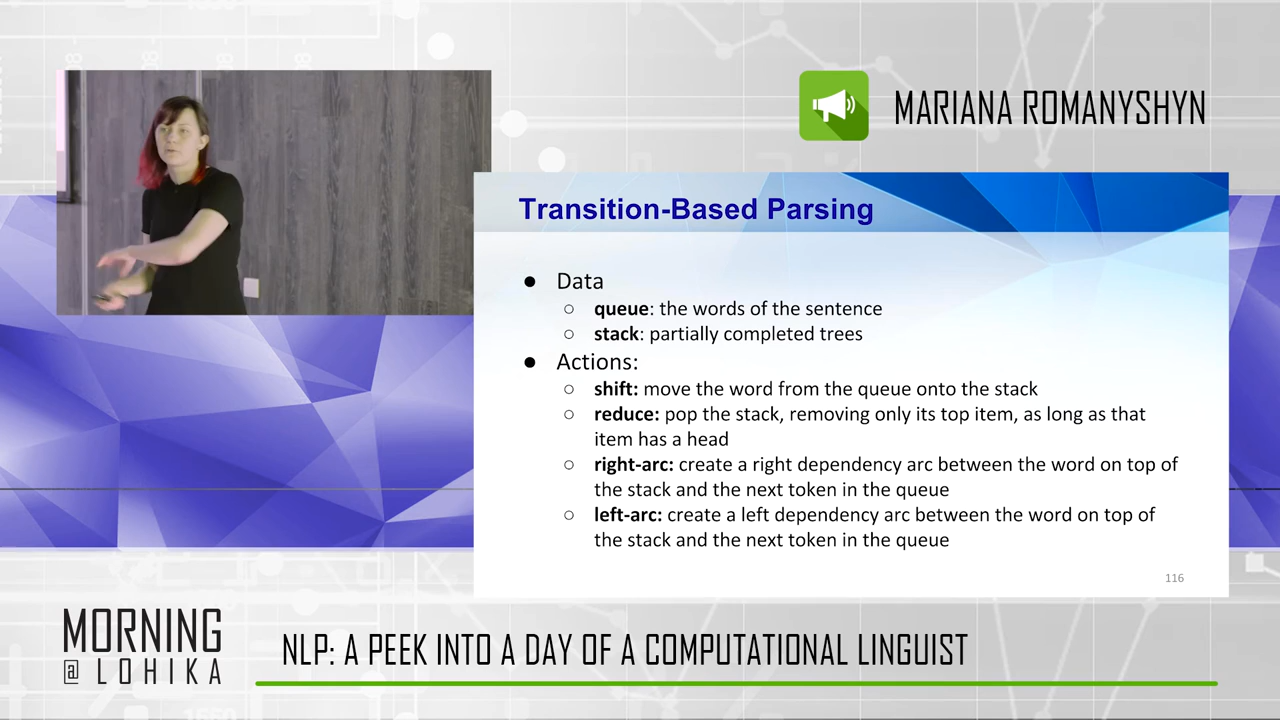 MARIANA ROMANYSHYN
Transition-Based Parsing
● Data
○ queue: the words of the sentence
○ stack: partially completed trees
● Actions:
○ shift: move the word from the queue onto the stack
○ reduce: pop the stack, removing only its top item, as long as that
item has a head
○ right-arc: create a right dependency arc between the word on top of
the stack and the next token in the queue
○ left-arc: create a left dependency arc between the word on top of
the stack and the next token in the queue
116
MORNING
@ LOHIKA
NLP: A PEEK INTO A DAY OF A COMPUTATIONAL LINGUIST